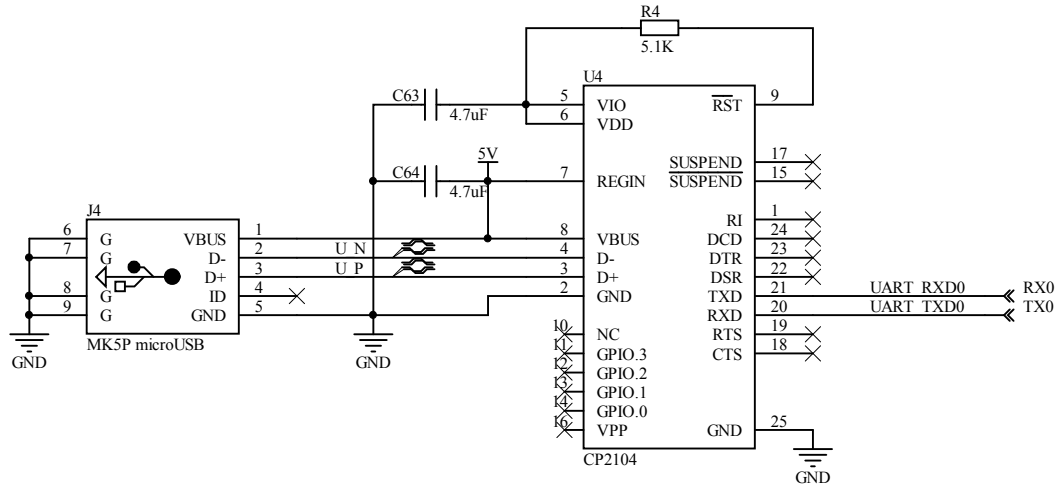 R4
5.1K
U4
C63
4.7uF
5 VIO RST 9
6 VDD
5V
17 SUSPEND
C64
4.7uF
7 REGIN SUSPEND 15
J4
RI 1
6 G VBUS 1 8 VBUS DCD 24
7 G D- 2 U N 4 D- DTR 23
D+ 3 U P 3 D+ DSR 22
8 G ID 4 2 GND TXD 21 UART RXD0 RX0
9 G GND 5 RXD 20 UART TXD0 TX0
10 NC RTS 19
11 GPIO.3 CTS 18
12 GPIO.2
13 GPIO.1
14 GPIO.0
16 VPP GND 25
MK5P microUSB
GND
GND
CP2104
GND